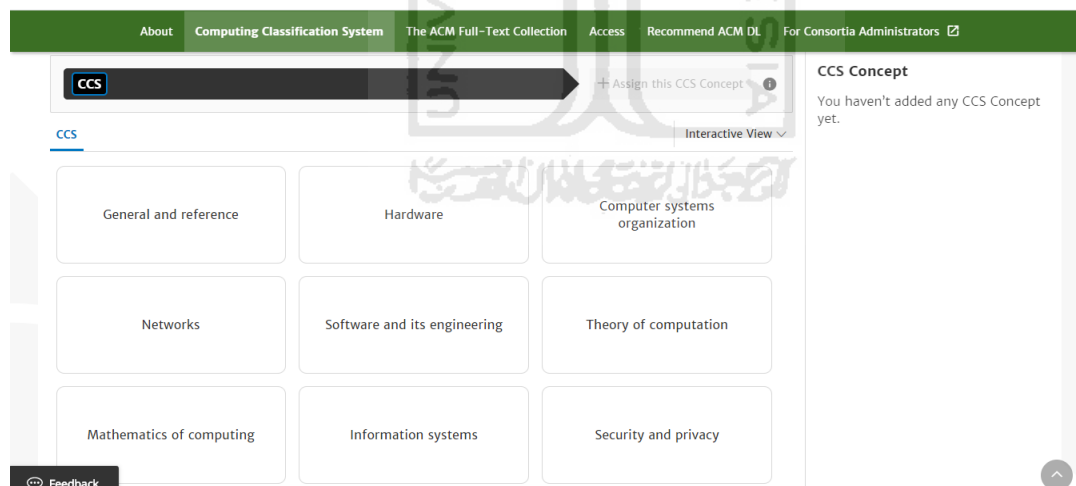 About Computing Classification System The ACM Full-Text Collection Access Recommend ACM DL For Consortia Administrators
CCS
+ Assign this CCS Concept
CCS Concept
You haven't added any CCS Concept
yet.
CCS
Interactive View
General and reference
Hardware
Computer systems
organization
Networks
Software and its engineering
Theory of computation
Mathematics of computing
Information systems
Security and privacy
Feedback